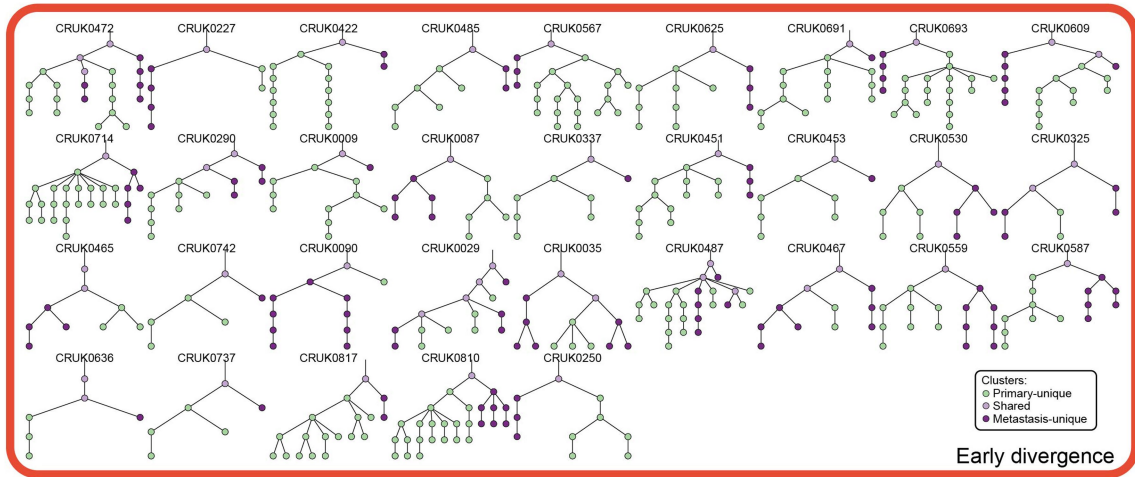 CRUK0472 CRUK0227 CRUK0422 CRUK0485 CRUK0567 CRUK0625 CRUK0691 CRUK0693 CRUK0609
CRUK0714 CRUK0290 CRUK0009 CRUK0087 CRUK0337 CRUK0451 CRUK0453 CRUK0530 CRUK0325
CRUK0465 CRUK0742 CRUK0090 CRUK0029 CRUK0035 CRUK0487 CRUK0467 CRUK0559 CRUK0587
CRUK0636 CRUK0737 CRUK0817 CRUK0810 CRUK0250
Clusters:
Primary-unique
Shared
Metastasis-unique
Early divergence